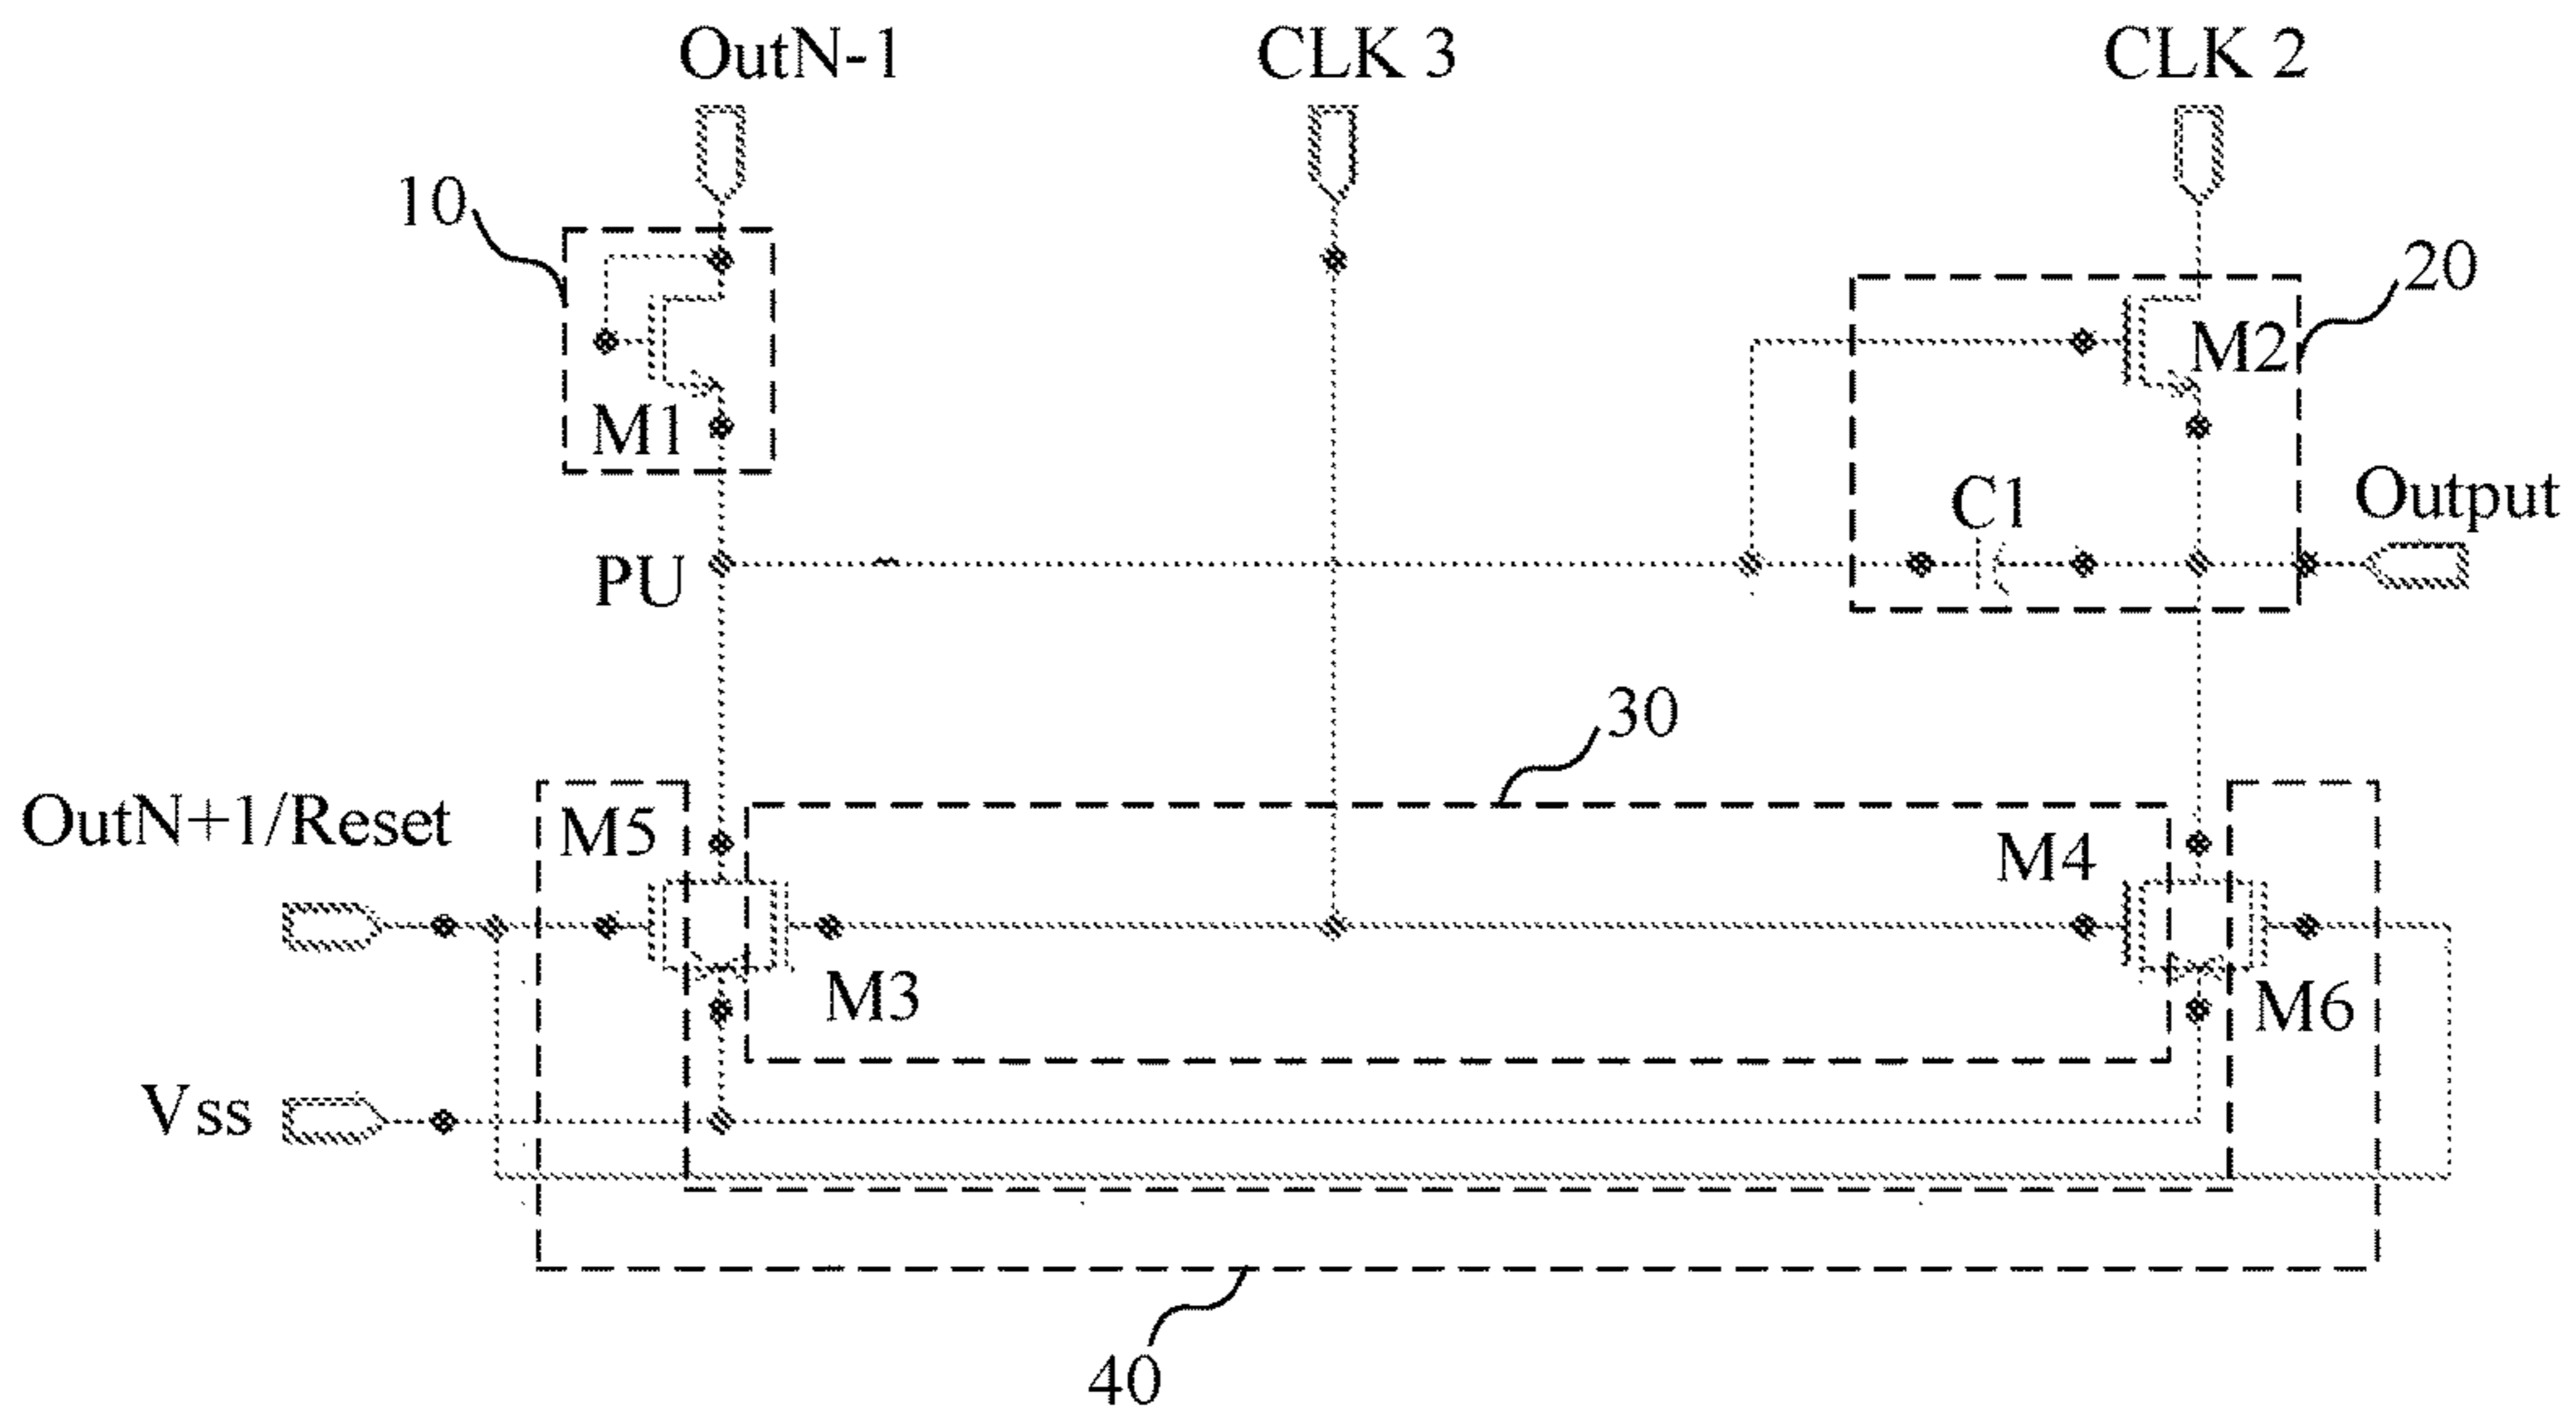 OutN-1
CLK 3
CLK 2
10
20
M2
M1
C1
Output
PU
30
OutN+1/Reset
M5
M4
M3
M6
Vss
40